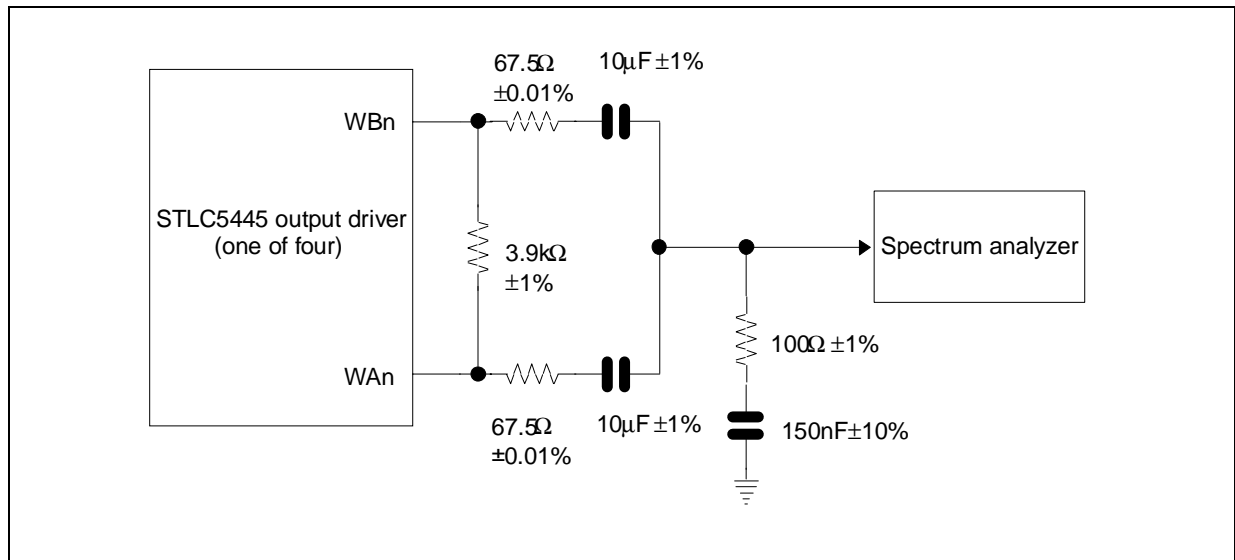 67.5Ω
±0.01%
10µF ±1%
WBn
STLC5445 output driver
(one of four)
3.9kΩ
±1%
Spectrum analyzer
100Ω ±1%
WAn
67.5Ω
±0.01%
10µF ±1%
150nF±10%